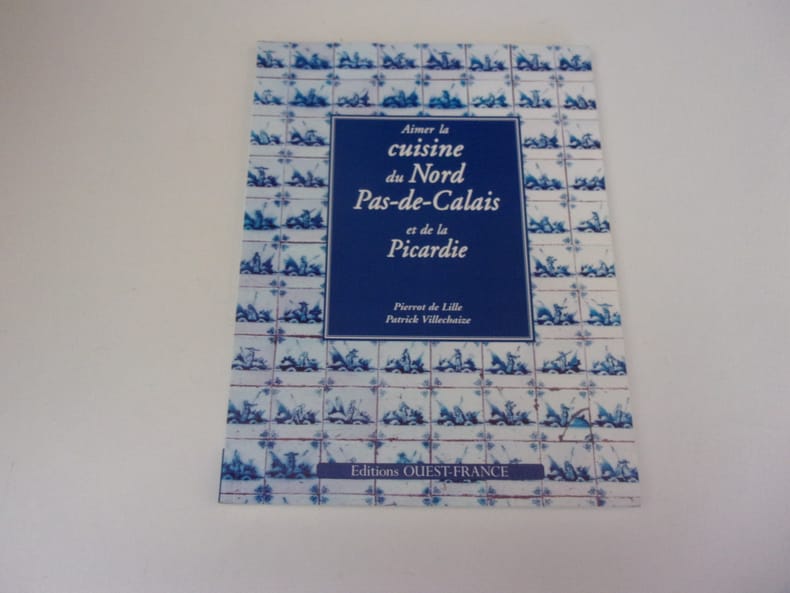 Aimer la
cuisine
du Nord
Pas-de-Calais
et de la
Picardie
Pierrot de Lille
Patrick Villechaize
Editions OUEST-FRANCE